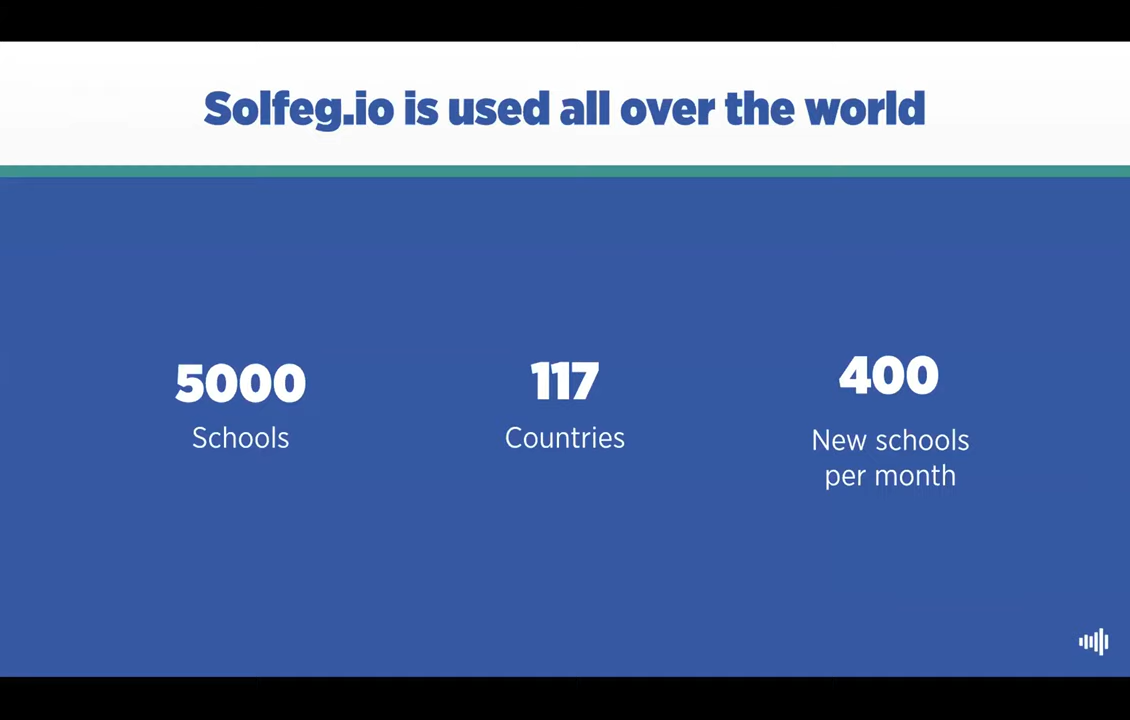 Solfeg.io is used all over the world
5000
Schools
117
Countries
400
New schools
per month